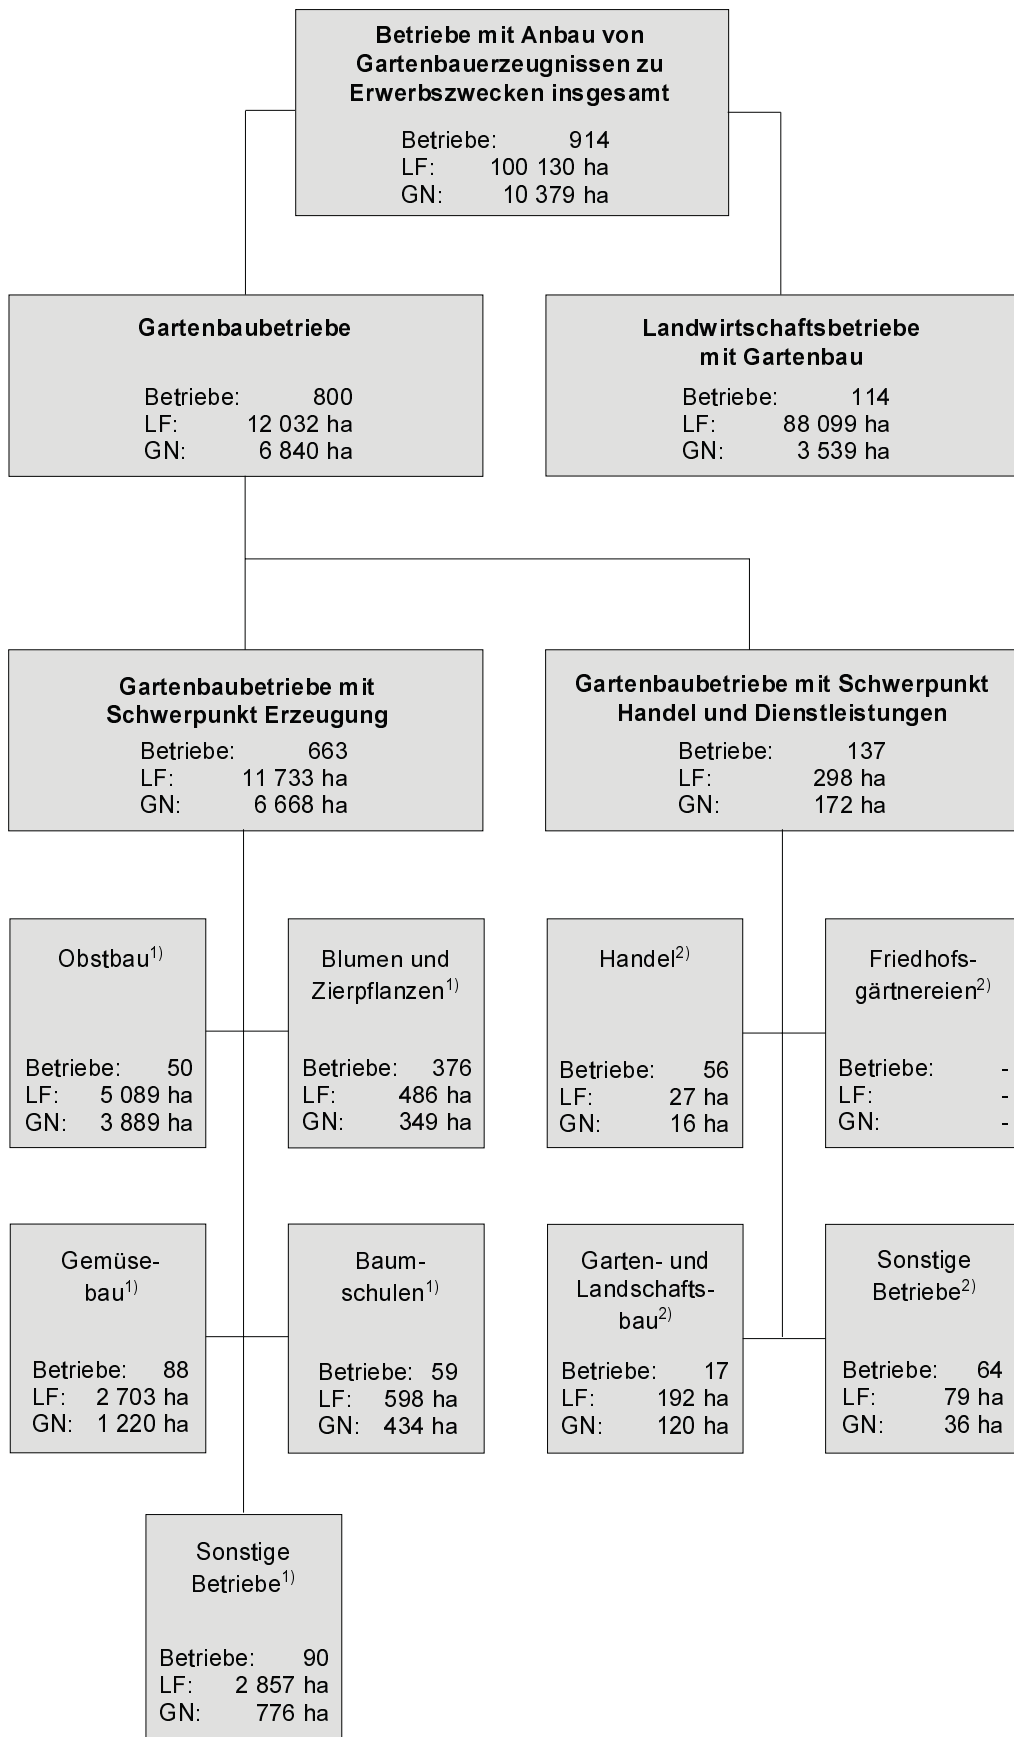 Betriebe mit Anbau von
Gartenbauerzeugnissen zu
Erwerbszwecken insgesamt
Betriebe: 914
LF: 100 130 ha
GN: 10 379 ha
Gartenbaubetriebe
Betriebe: 800
LF: 12 032 ha
GN: 6 840 ha
Landwirtschaftsbetriebe
mit Gartenbau
Betriebe: 114
LF: 88 099 ha
GN: 3 539 ha
Gartenbaubetriebe mit
Schwerpunkt Erzeugung
Betriebe: 663
LF: 11 733 ha
GN: 6 668 ha
Gartenbaubetriebe mit Schwerpunkt
Handel und Dienstleistungen
Betriebe: 137
LF: 298 ha
GN: 172 ha
Obstbau1)
Betriebe: 50
LF: 5 089 ha
GN: 3 889 ha
Blumen und
Zierpflanzen1)
Betriebe: 376
LF: 486 ha
GN: 349 ha
Handel2)
Betriebe: 56
LF: 27 ha
GN: 16 ha
Friedhofs-
gärtnereien2)
Betriebe: -
LF: -
GN: -
Gemüse-
bau1)
Betriebe: 88
LF: 2 703 ha
GN: 1 220 ha
Baum-
schulen1)
Betriebe: 59
LF: 598 ha
GN: 434 ha
Garten- und
Landschafts-
bau2)
Betriebe: 17
LF: 192 ha
GN: 120 ha
Sonstige
Betriebe2)
Betriebe: 64
LF: 79 ha
GN: 36 ha
Sonstige
Betriebe1)
Betriebe: 90
LF: 2 857 ha
GN: 776 ha